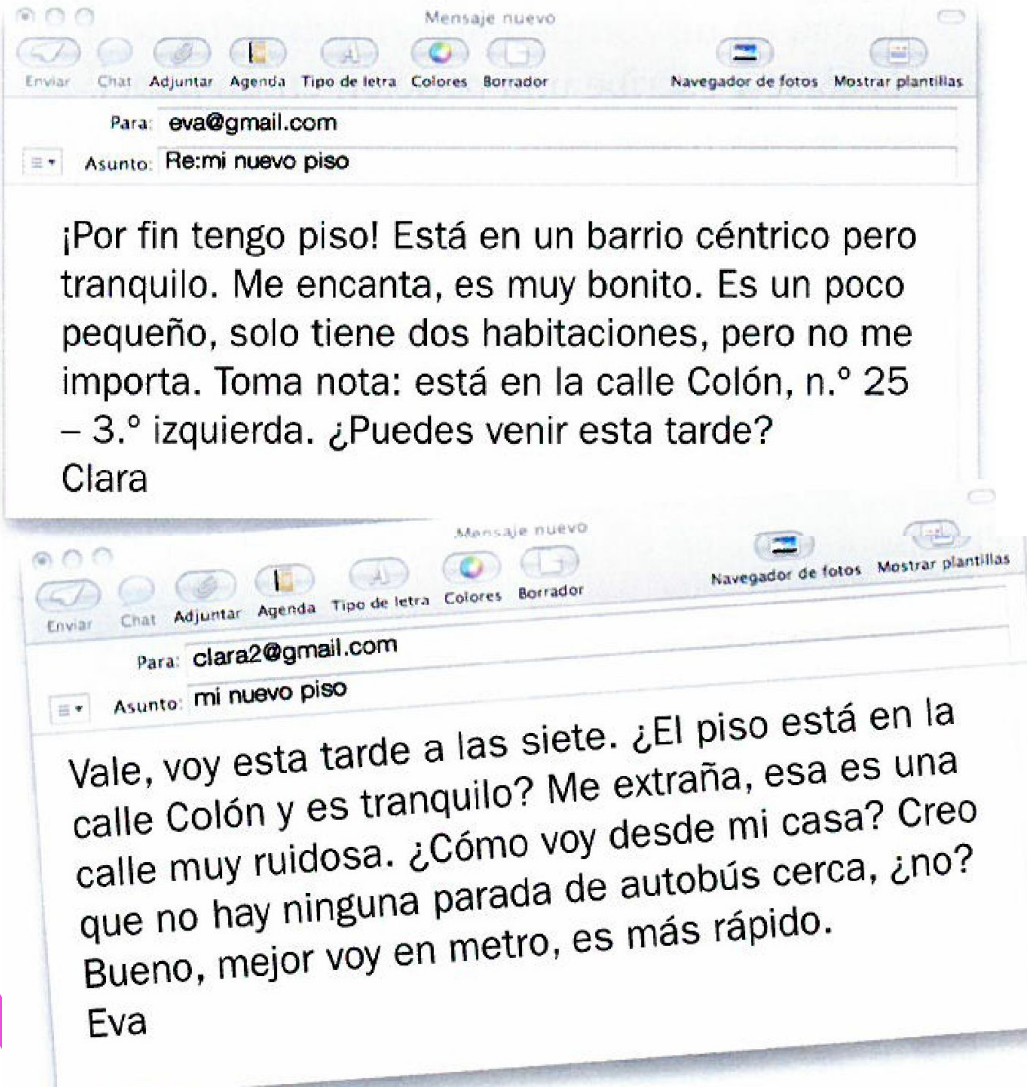 Mensaje nuevo
Enviar Chat Adjuntar Agenda Tipo de letra Colores Borrador Navegador de fotos Mostrar plantillas
Para: eva@gmail.com
Asunto: Re:mi nuevo piso
¡Por fin tengo piso! Está en un barrio céntrico pero
tranquilo. Me encanta, es muy bonito. Es un poco
pequeño, solo tiene dos habitaciones, pero no me
importa. Toma nota: está en la calle Colón, n.º 25
– 3.º izquierda. ¿Puedes venir esta tarde?
Clara
Mensaje nuevo
Enviar Chat Adjuntar Agenda Tipo de letra Colores Borrador Navegador de fotos Mostrar plantillas
Para: clara2@gmail.com
Asunto: mi nuevo piso
Vale, voy esta tarde a las siete. ¿El piso está en la
calle Colón y es tranquilo? Me extraña, esa es una
calle muy ruidosa. ¿Cómo voy desde mi casa? Creo
que no hay ninguna parada de autobús cerca, ¿no?
Bueno, mejor voy en metro, es más rápido.
Eva